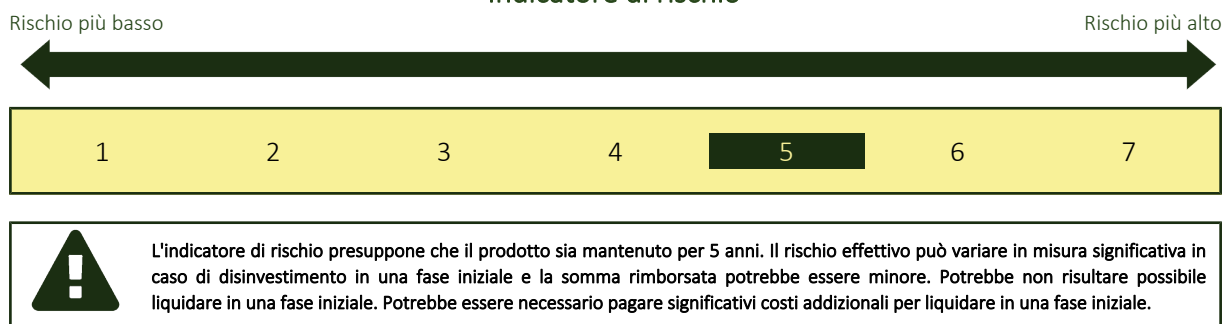 Indicatore di rischio
Rischio più basso
Rischio più alto
1 2 3 4 5 6 7
L'indicatore di rischio presuppone che il prodotto sia mantenuto per 5 anni. Il rischio effettivo può variare in misura significativa in
caso di disinvestimento in una fase iniziale e la somma rimborsata potrebbe essere minore. Potrebbe non risultare possibile
liquidare in una fase iniziale. Potrebbe essere necessario pagare significativi costi addizionali per liquidare in una fase iniziale.